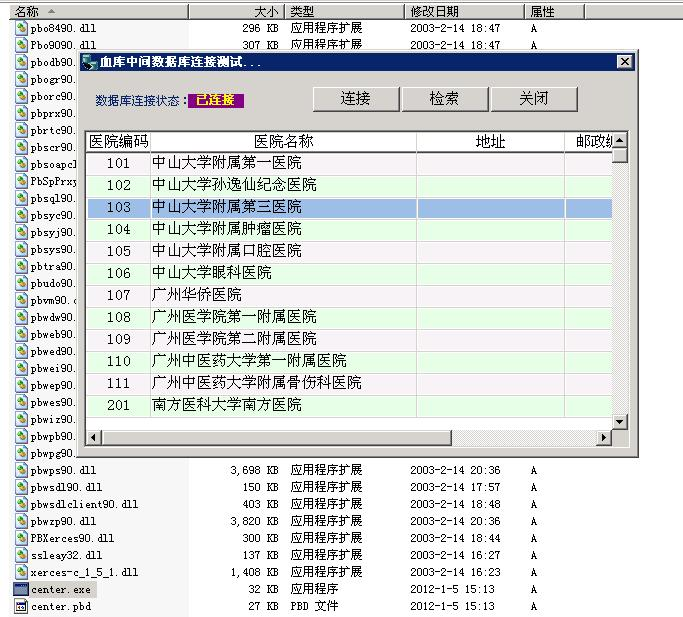 名称 大小 类型 修改日期 属性
pbo8490.dll 296 KB 应用程序扩展 2003-2-14 18:47 A
Pbo9090.dll 307 KB 应用程序扩展 2003-2-14 18:47 A
pbodb90.
血库中间数据库连接测试...
pbogr90.
pborc90.
数据库连接状态: 已连接 连接 检索 关闭
pbprx90.
pbrtc90.
医院编码 医院名称 地址 邮政编
pbscr90.
101 中山大学附属第一医院
pbsoapcl
102 中山大学孙逸仙纪念医院
PbSpPrxy
pbsql90.
103 中山大学附属第三医院
pbsyc90.
104 中山大学附属肿瘤医院
pbsyj90.
pbsys90.
105 中山大学附属口腔医院
pbtra90.
106 中山大学眼科医院
pbudo90.
107 广州华侨医院
pbvm90.
pbwdw90.
108 广州医学院第一附属医院
pbweb90.
109 广州医学院第二附属医院
pbwed90.
110 广州中医药大学第一附属医院
pbwei90.
pbwep90.
111 广州中医药大学附属骨伤科医院
pbwes90.
201 南方医科大学南方医院
pbwiz90.
pbwpb90.
pbwpg90.
pbwps90.dll 3,698 KB 应用程序扩展 2003-2-14 20:36 A
pbwsdl90.dll 150 KB 应用程序扩展 2003-2-14 17:57 A
pbwsdlclient90.dll 403 KB 应用程序扩展 2003-2-14 18:48 A
pbwzp90.dll 3,820 KB 应用程序扩展 2003-2-14 20:36 A
PBXerces90.dll 300 KB 应用程序扩展 2003-2-14 18:44 A
ssleay32.dll 137 KB 应用程序扩展 2003-2-14 16:27 A
xerces-c_1_5_1.dll 1,408 KB 应用程序扩展 2003-2-14 16:23 A
center.exe 32 KB 应用程序 2012-1-5 15:13 A
center.pbd 27 KB PBD 文件 2012-1-5 15:13 A